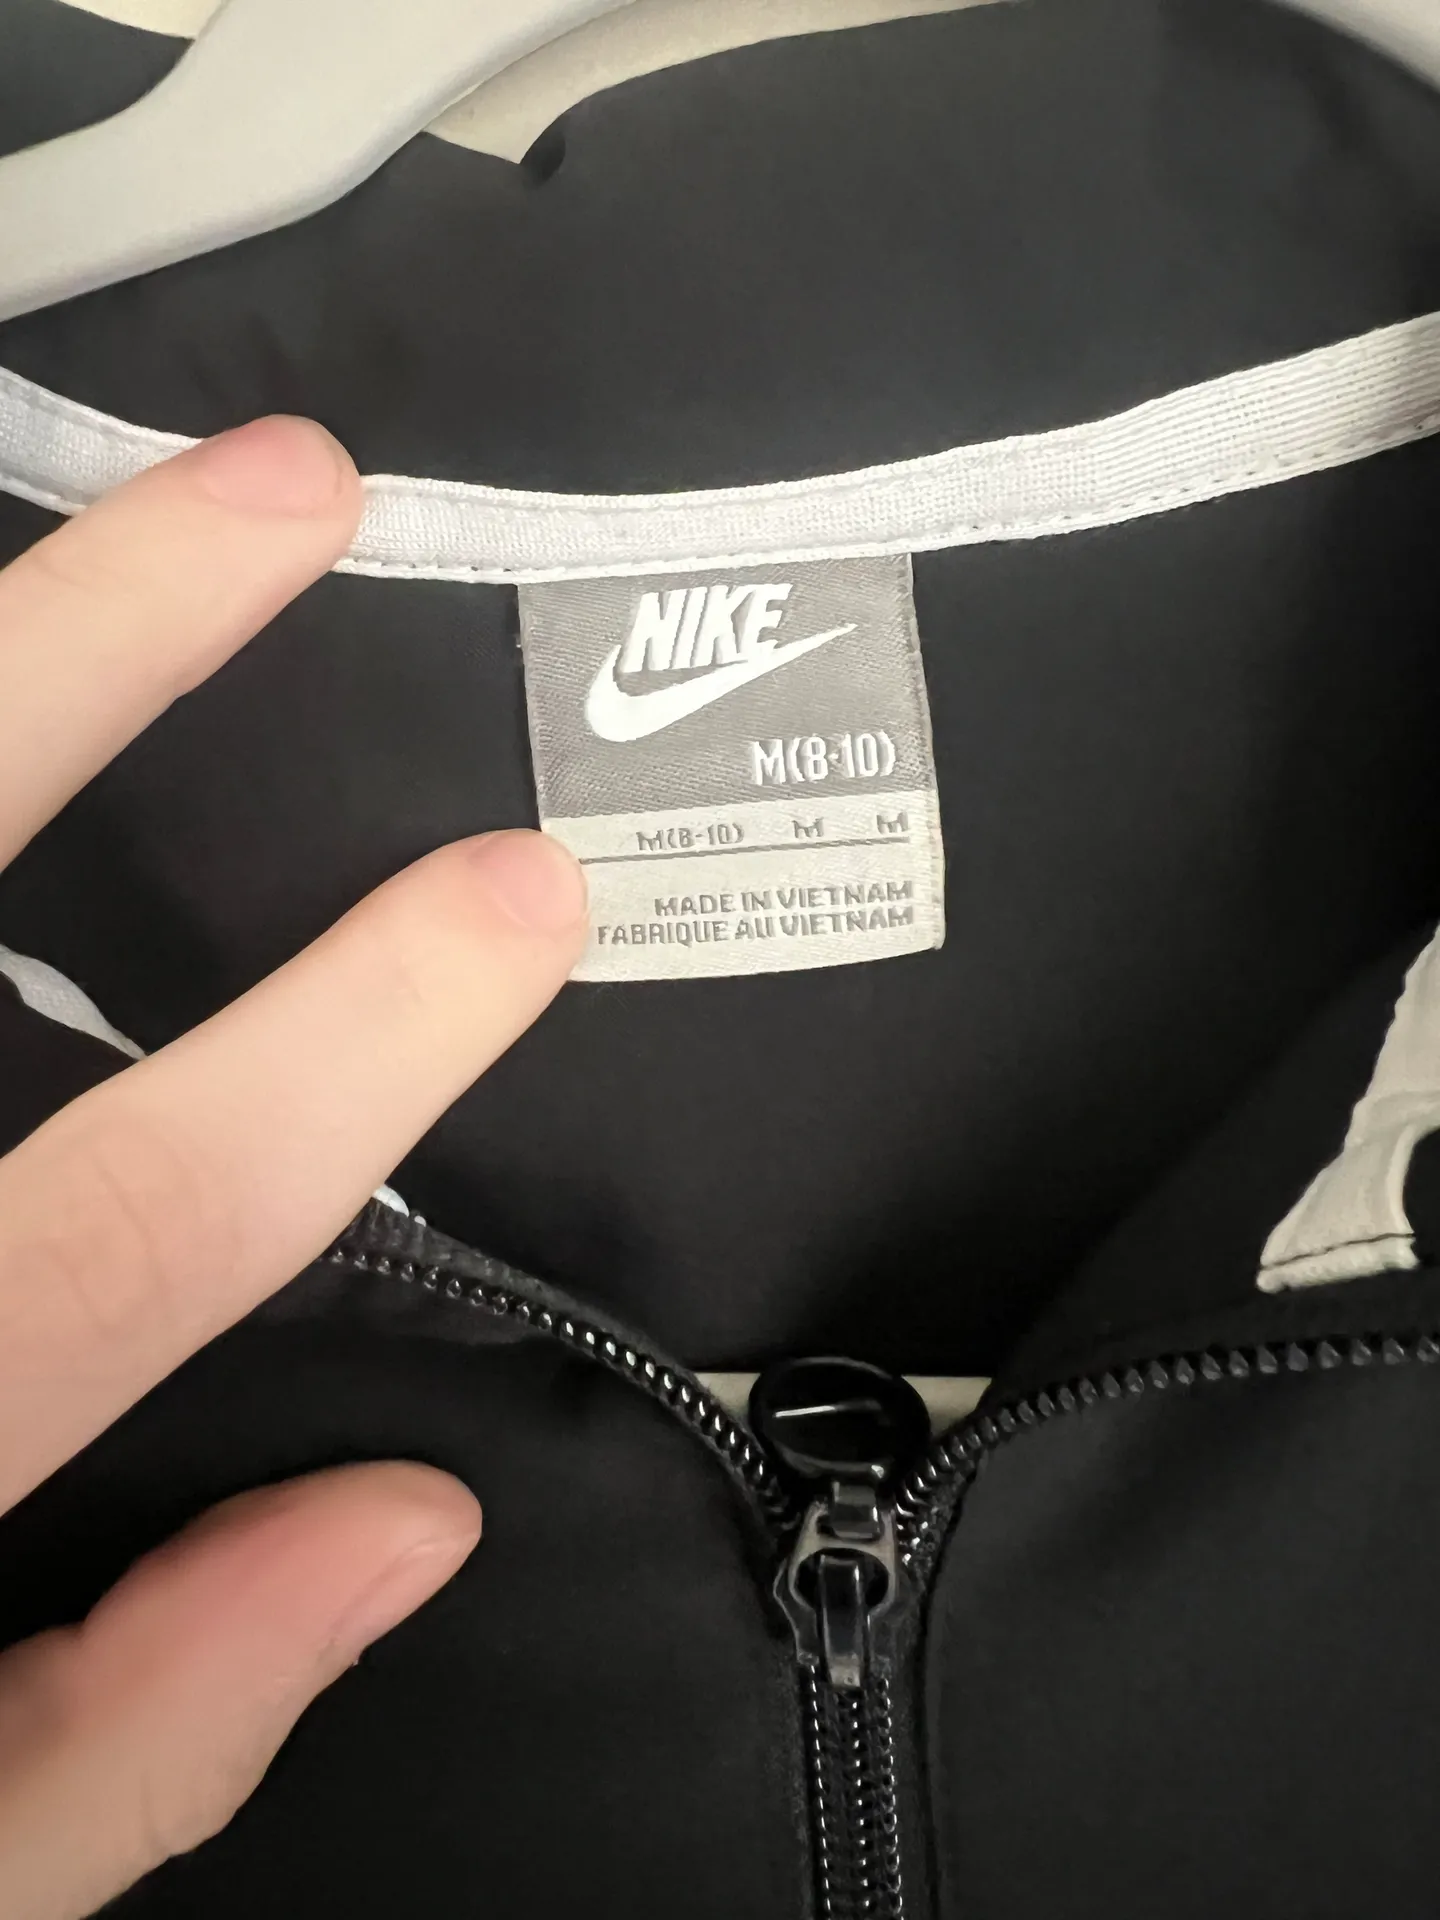 NIKE
M(8-10)
M(8-10) M M
MADE IN VIETNAM
FABRIQUE AU VIETNAM